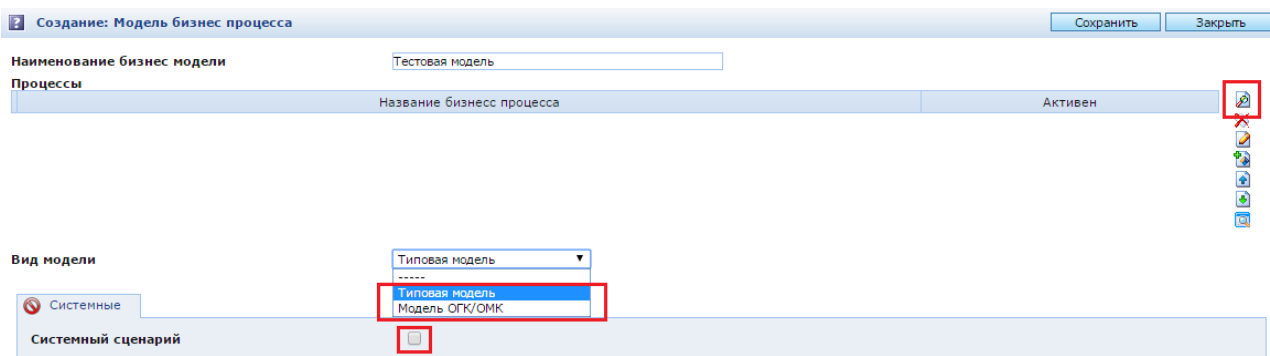 Создание: Модель бизнес процесса Сохранить Закрыть
Наименование бизнес модели Тестовая модель
Процессы
Название бизнесс процесса Активен
Вид модели Типовая модель
-----
Типовая модель
Модель ОГК/ОМК
Системные
Системный сценарий